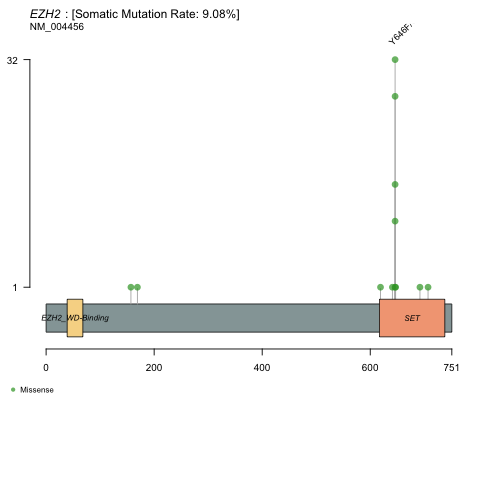 EZH2 : [Somatic Mutation Rate: 9.08%]
NM_004456
Y646F,
32
1
EZH2_WD-Binding
SET
0 200 400 600 751
Missense